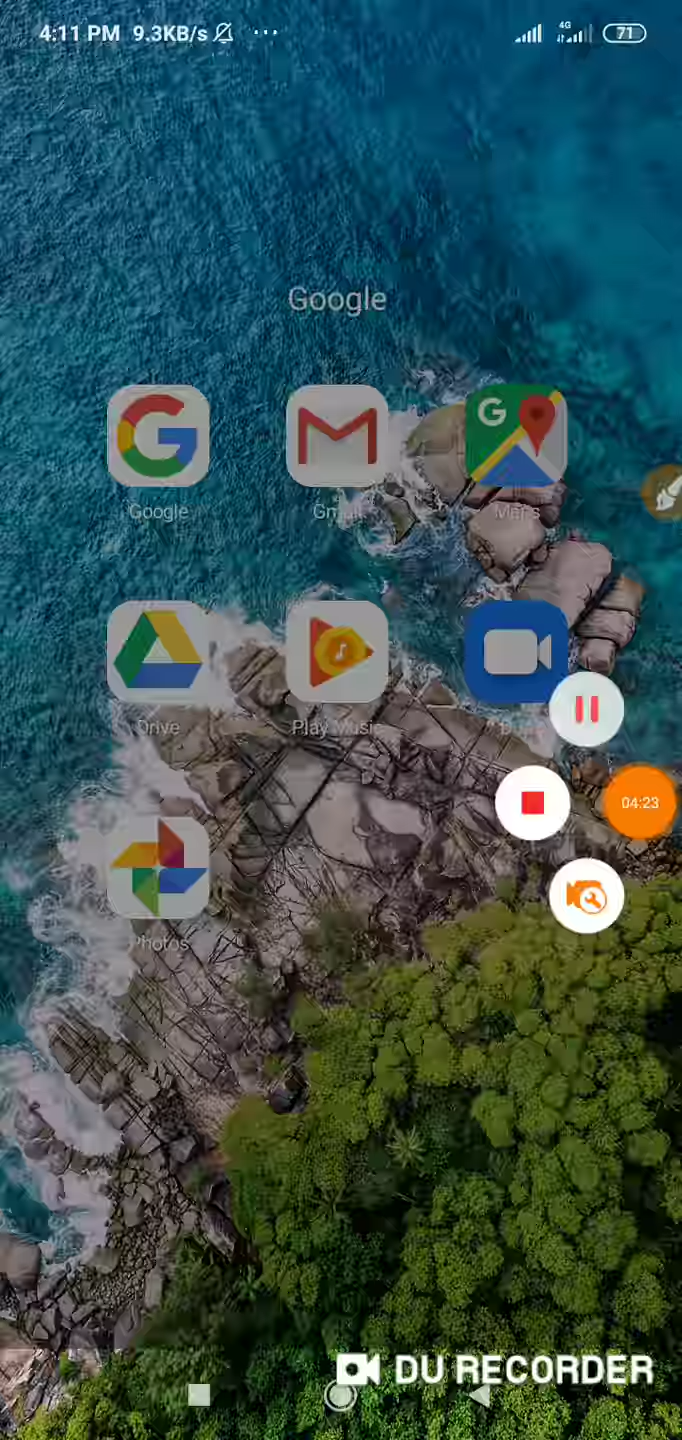 4:11 PM 9.3KB/s ...
4G
71
Google
G
Google
Gmail
Maps
Drive
Play Music
Duo
04:23
Photos
DU RECORDER